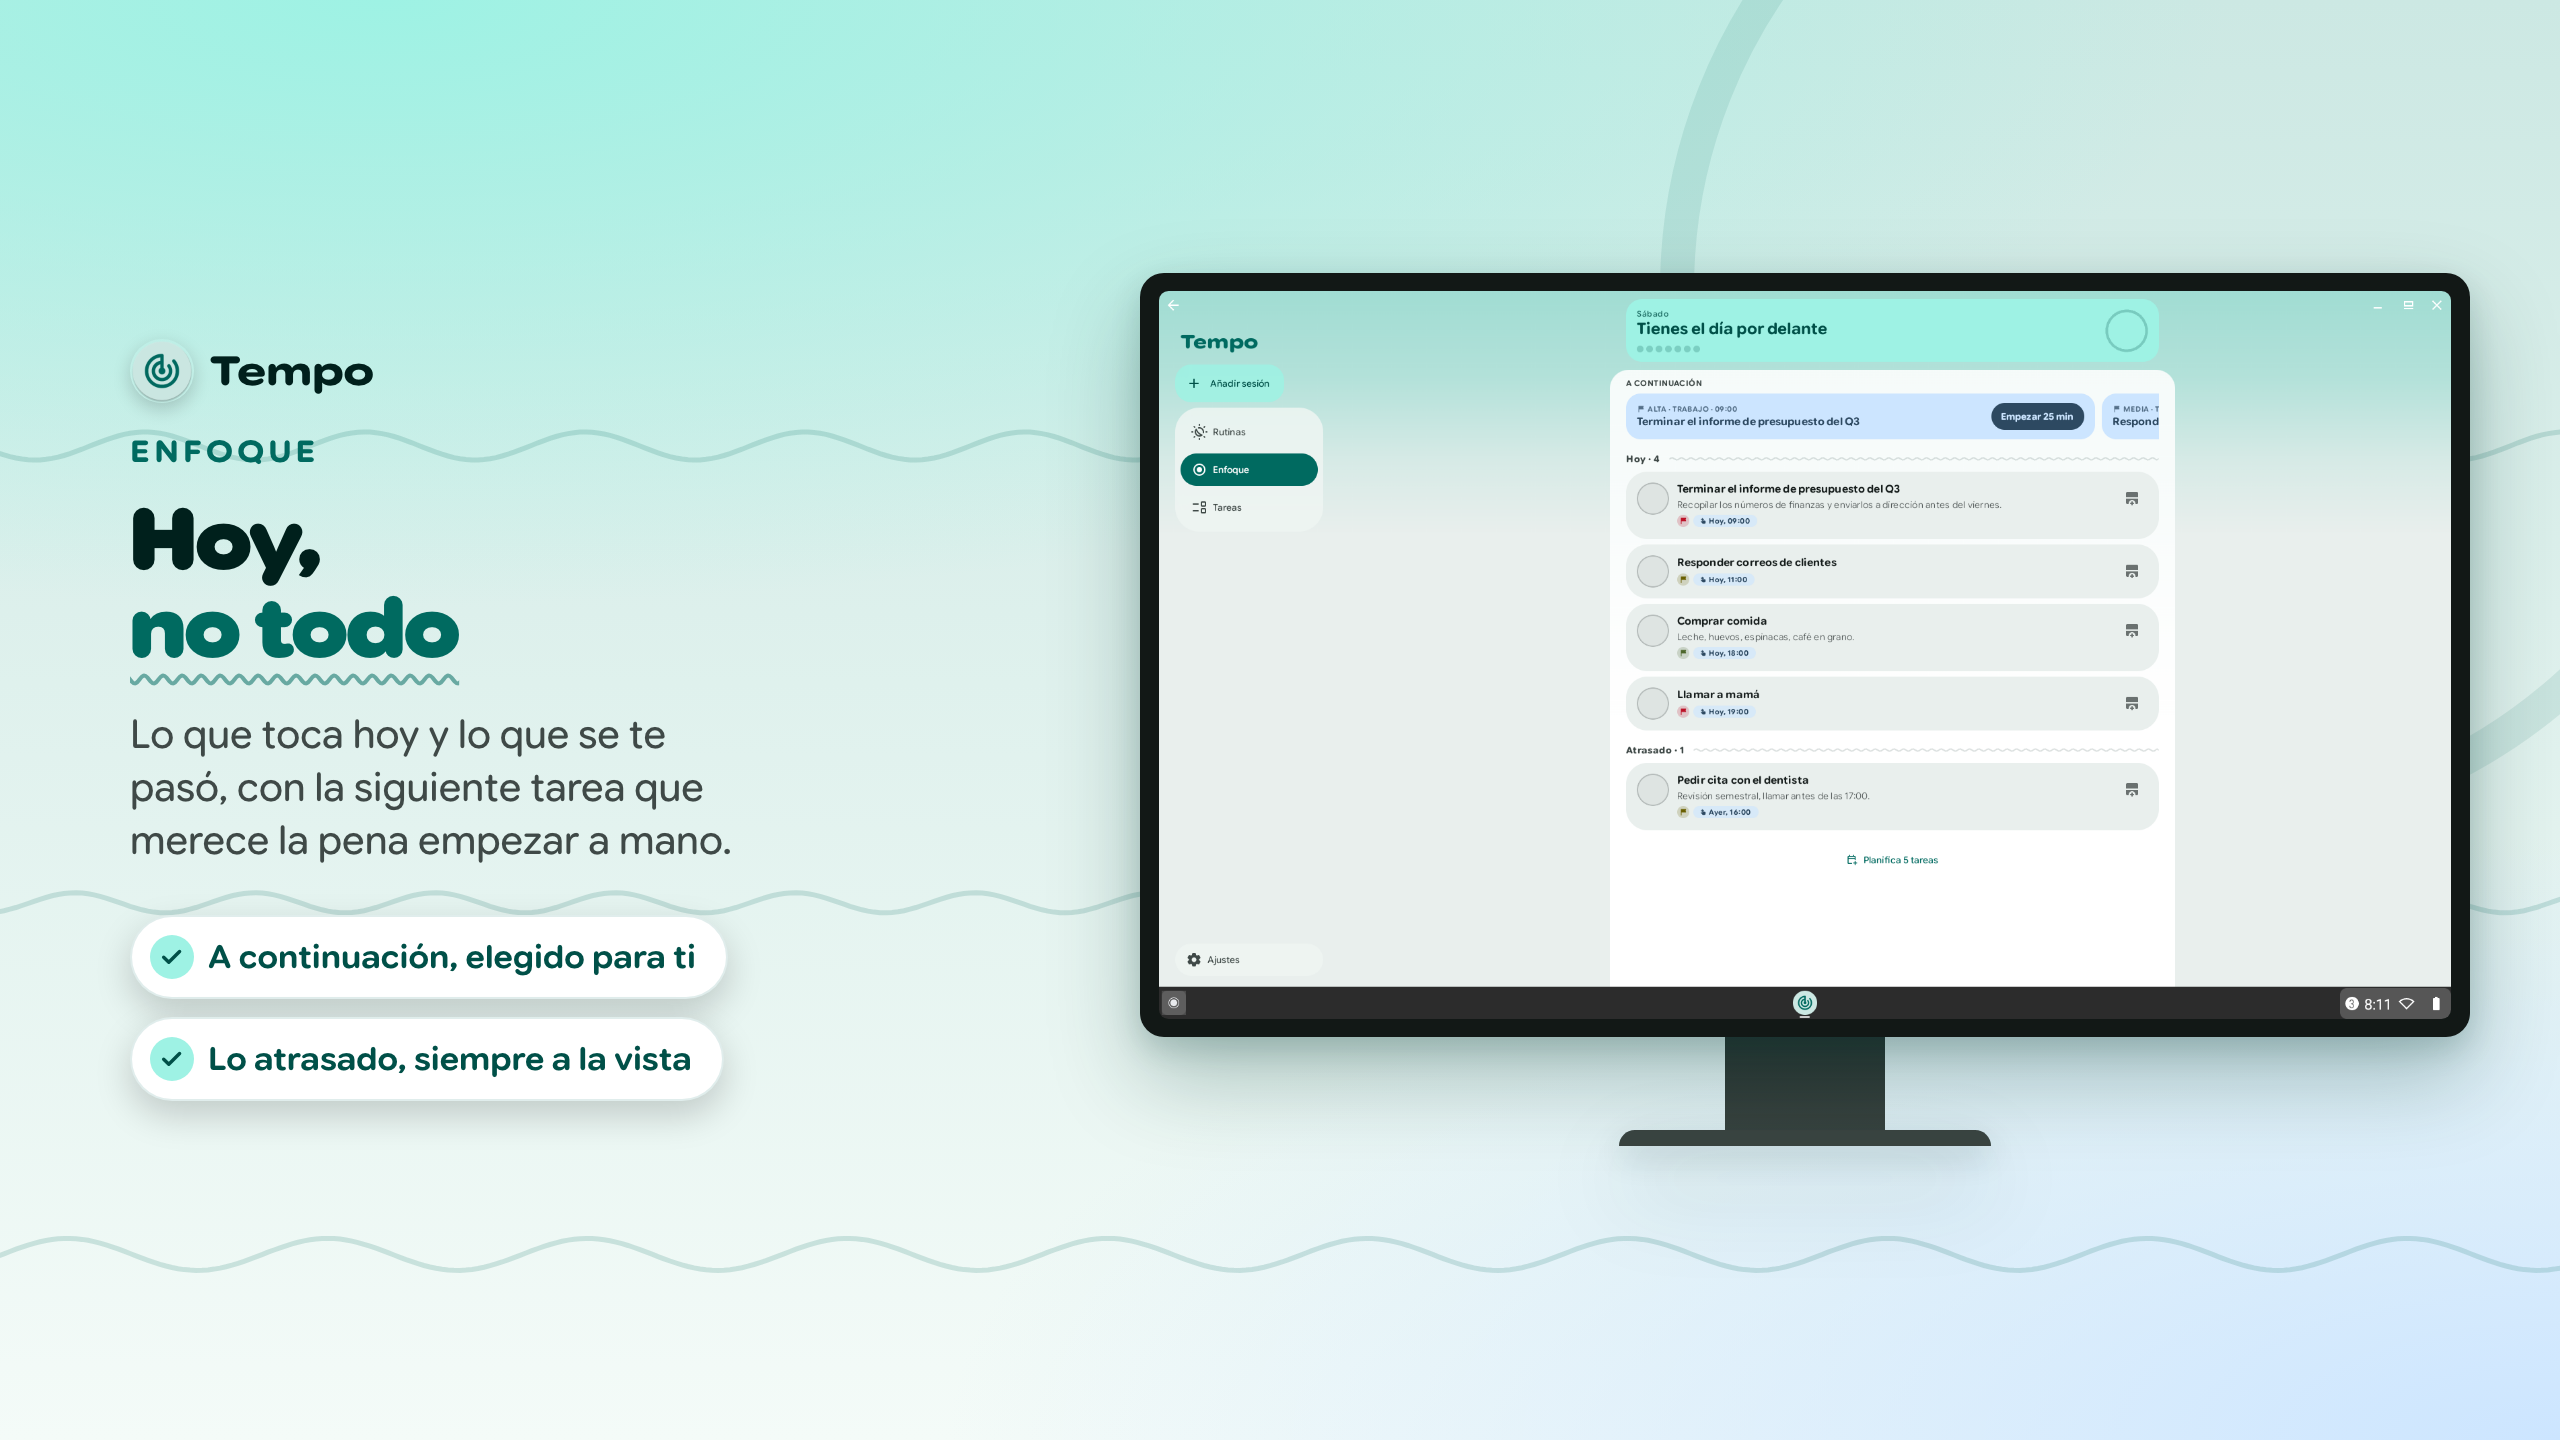 Tempo
ENFOQUE
Hoy,
no todo
Lo que toca hoy y lo que se te
pasó, con la siguiente tarea que
merece la pena empezar a mano.
A continuación, elegido para ti
Lo atrasado, siempre a la vista
Tempo
Añadir sesión
Rutinas
Enfoque
Tareas
Ajustes
Sábado
Tienes el día por delante
A CONTINUACIÓN
ALTA · TRABAJO · 09:00
Terminar el informe de presupuesto del Q3
Empezar 25 min
MEDIA · T
Respond
Hoy · 4
Terminar el informe de presupuesto del Q3
Recopilar los números de finanzas y enviarlos a dirección antes del viernes.
Hoy, 09:00
Responder correos de clientes
Hoy, 11:00
Comprar comida
Leche, huevos, espinacas, café en grano.
Hoy, 18:00
Llamar a mamá
Hoy, 19:00
Atrasado · 1
Pedir cita con el dentista
Revisión semestral, llamar antes de las 17:00.
Ayer, 16:00
Planifica 5 tareas
3 8:11